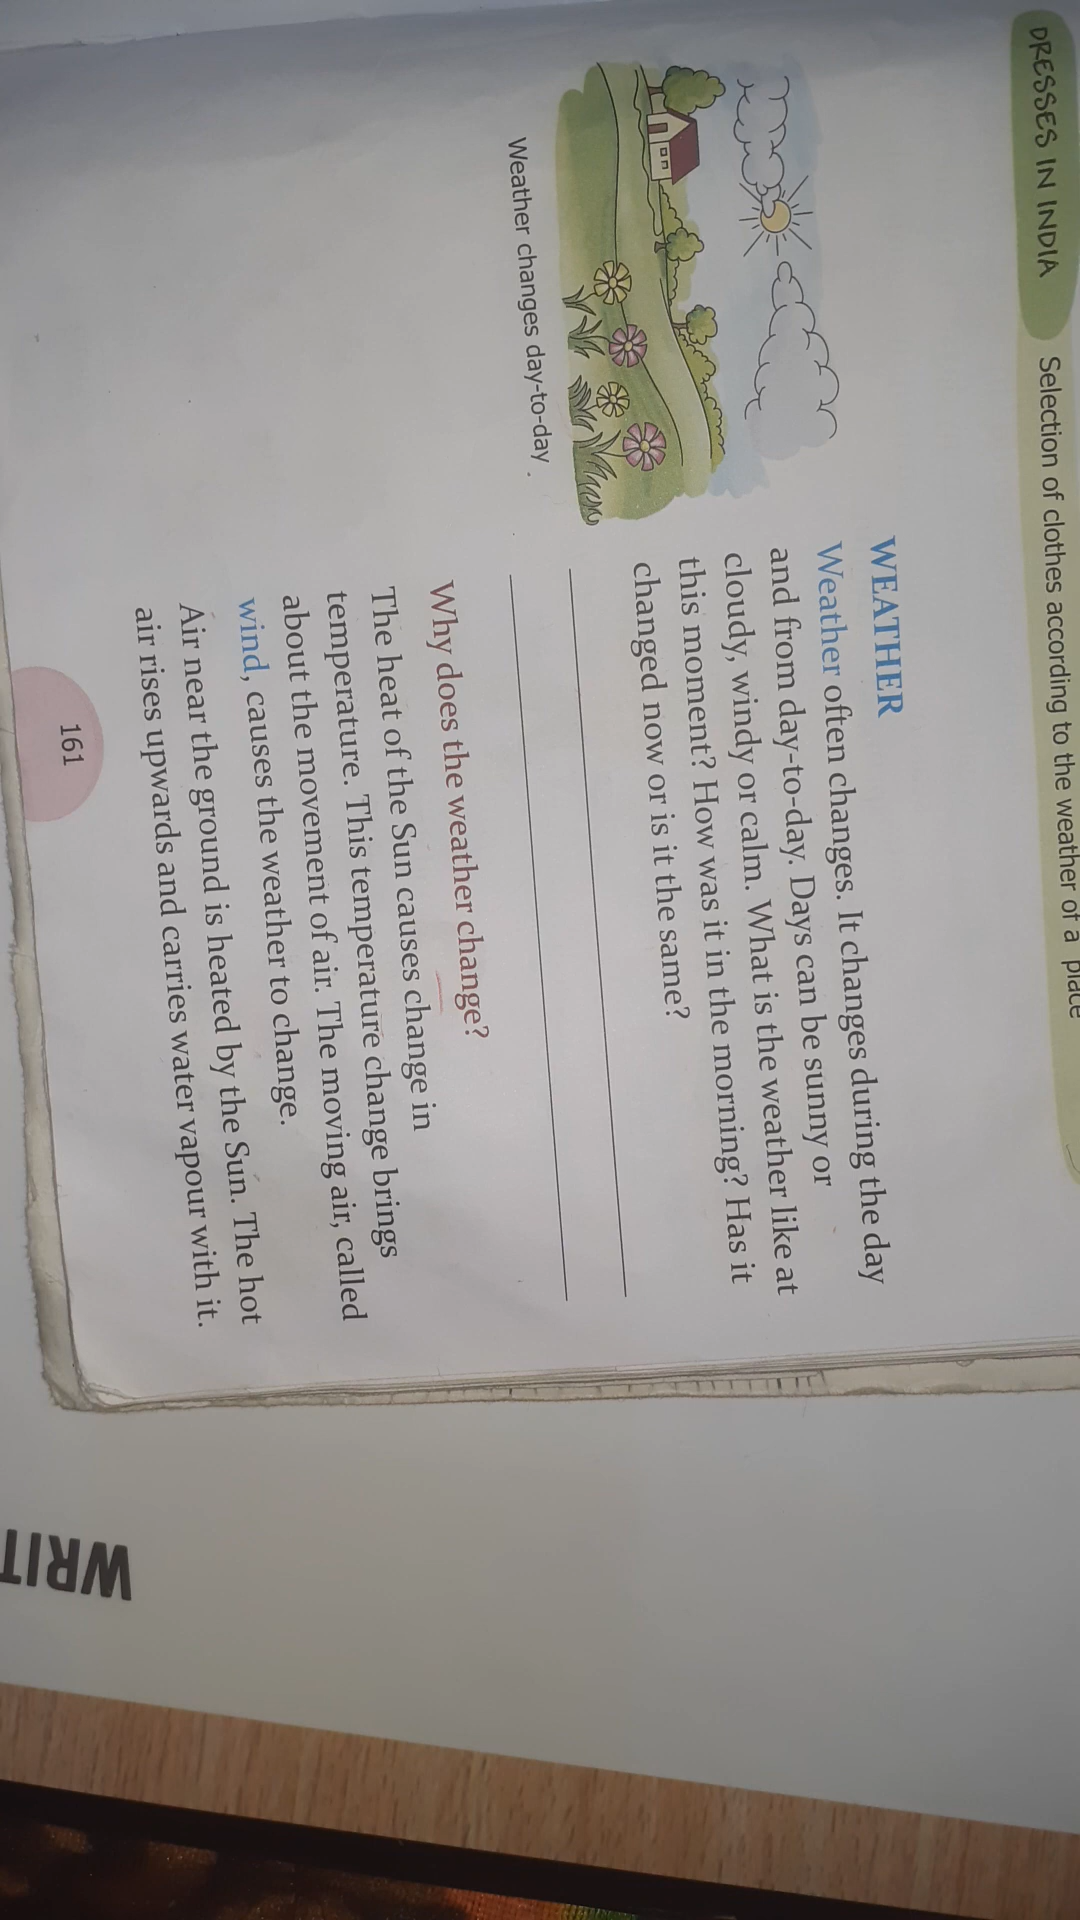 DRESSES IN INDIA Selection of clothes according to the weather of a place
WEATHER
Weather often changes. It changes during the day
and from day-to-day. Days can be sunny or
cloudy, windy or calm. What is the weather like at
this moment? How was it in the morning? Has it
changed now or is it the same?
Weather changes day-to-day
Why does the weather change?
The heat of the Sun causes change in
temperature. This temperature change brings
about the movement of air. The moving air, called
wind, causes the weather to change.
Air near the ground is heated by the Sun. The hot
air rises upwards and carries water vapour with it.
161
WRIT